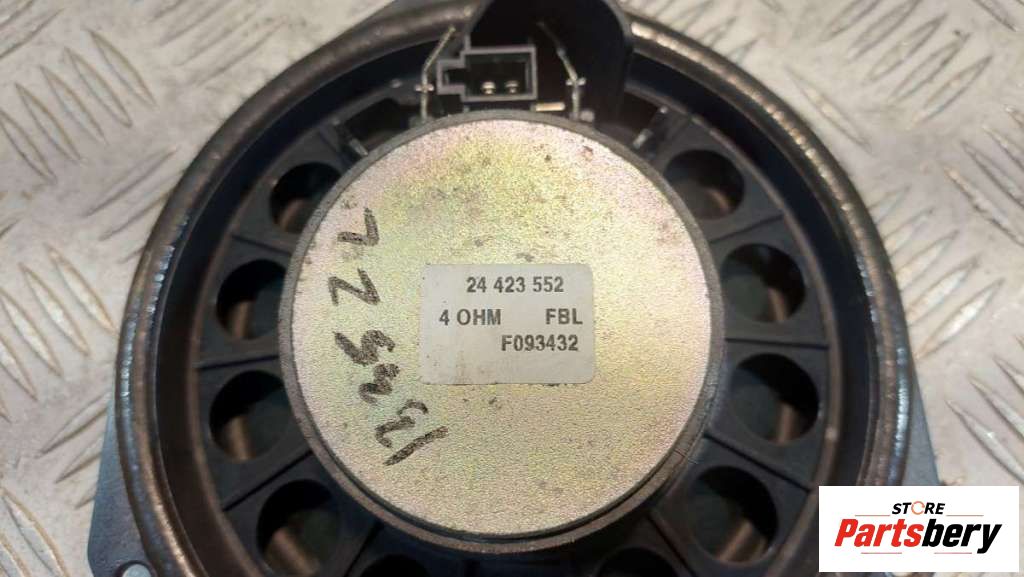 24 423 552
4 OHM FBL
F093432
STORE
Partsbery